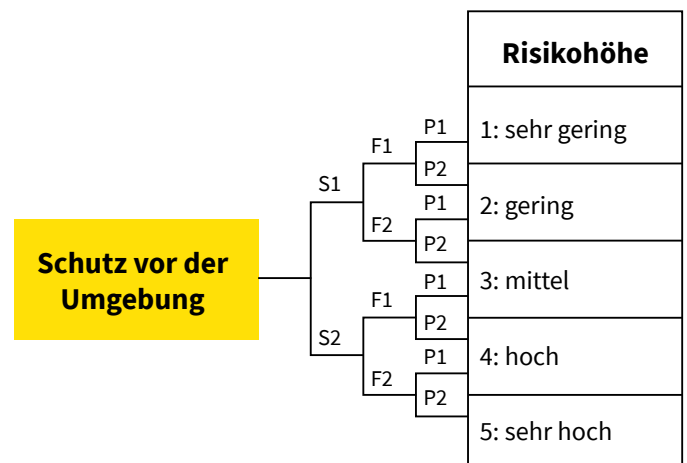 Risikohöhe
P1
1: sehr gering
F1
P2
S1
P1
2: gering
F2
P2
Schutz vor der
Umgebung
P1
3: mittel
F1
P2
S2
P1
4: hoch
F2
P2
5: sehr hoch